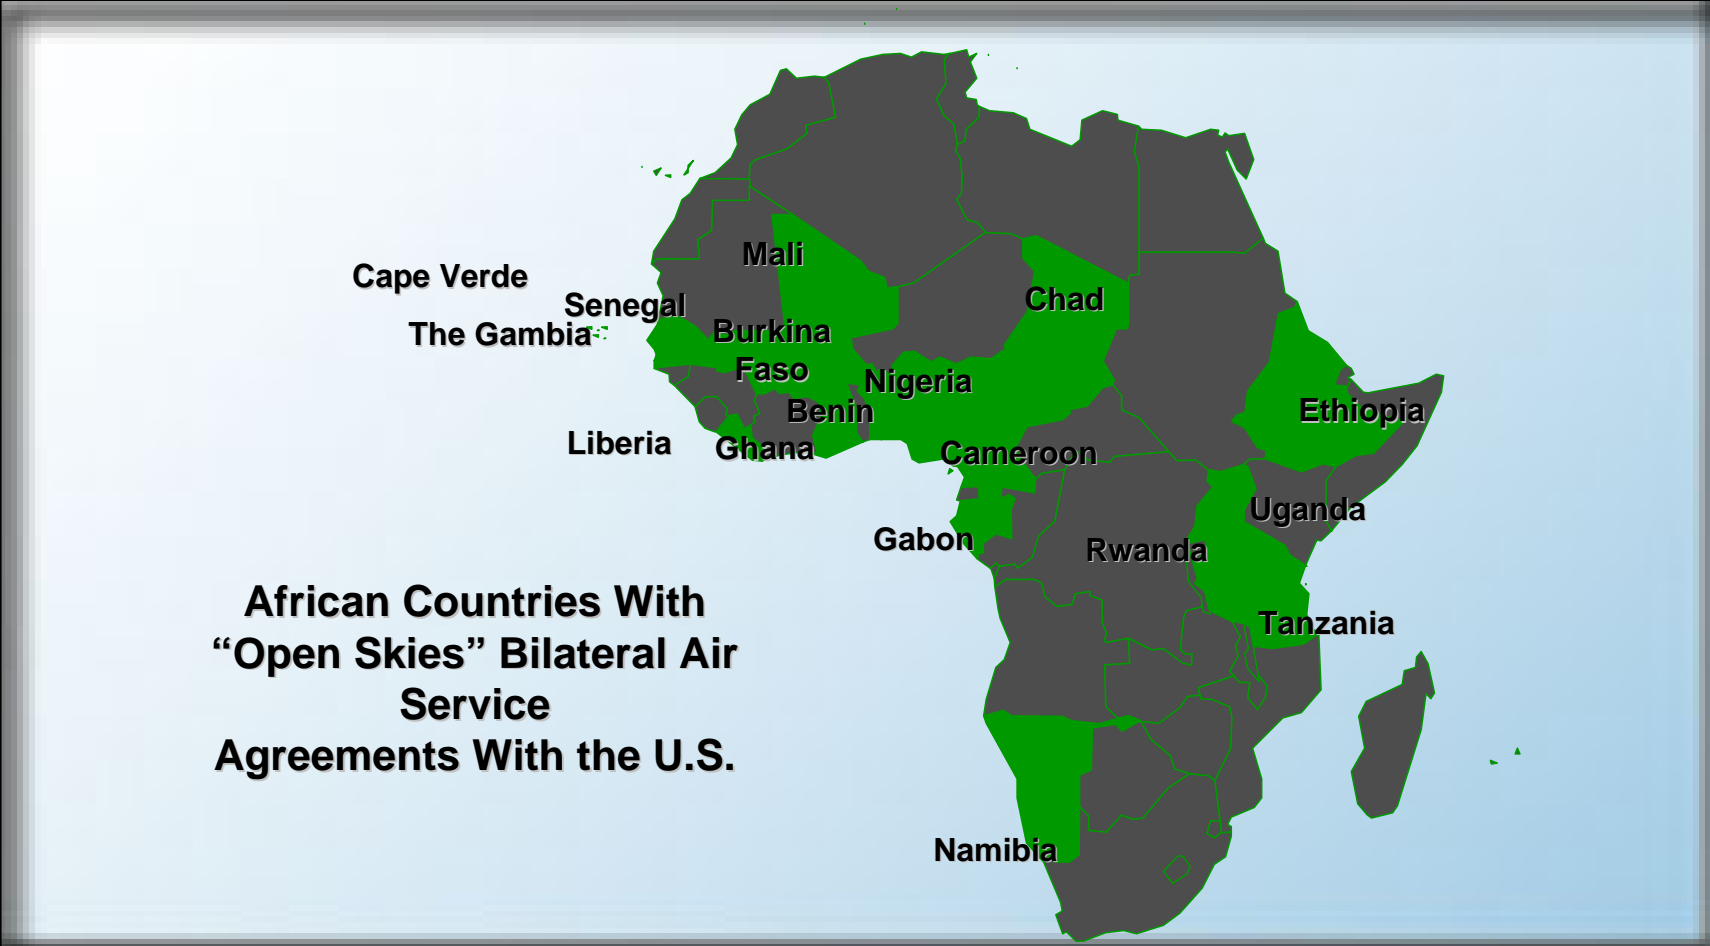 Mali
Cape Verde
Senegal
Chad
The Gambia
Burkina
Faso
Nigeria
Benin
Ethiopia
Liberia
Ghana
Cameroon
Uganda
Gabon
Rwanda
Tanzania
African Countries With
“Open Skies” Bilateral Air
Service
Agreements With the U.S.
Namibia